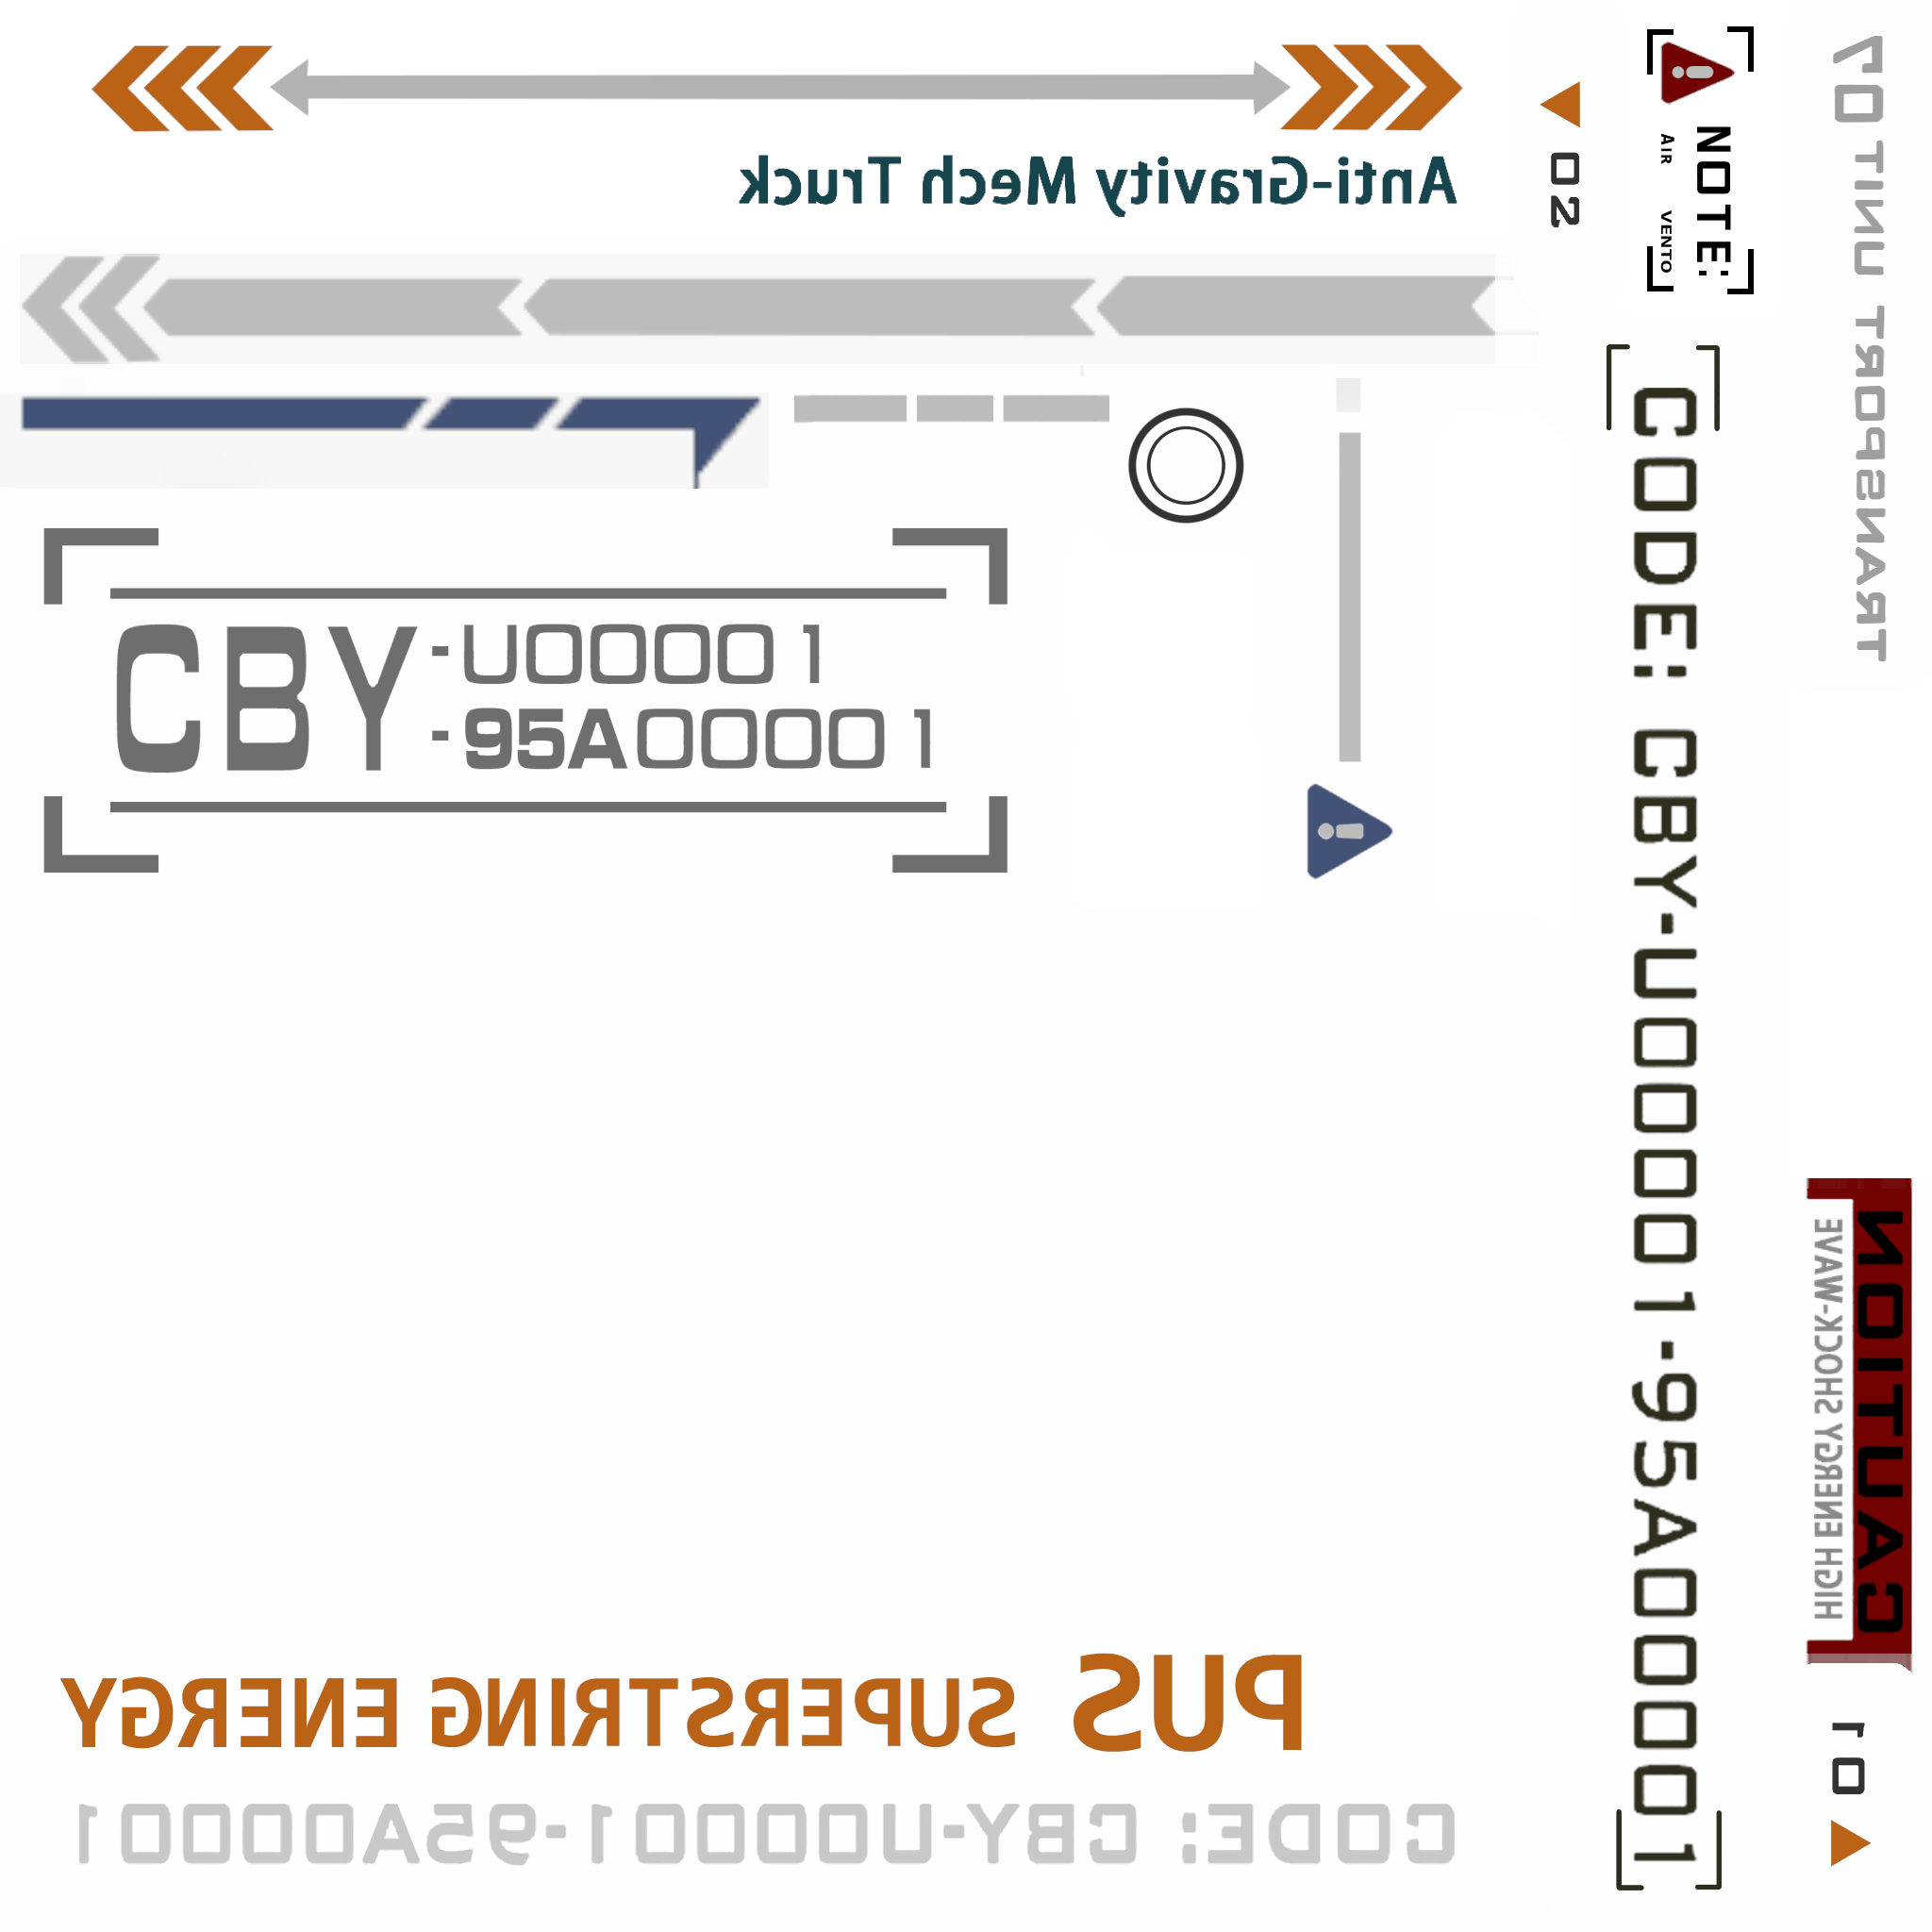 Anti-Gravity Mech Truck
02
NOTE:
AIR VENTO
TRANSPORT UNIT 07
CBY
-U00001
-95A00001
CODE: CBY-U00001-95A00001
CAUTION
HIGH ENERGY SHOCK-WAVE
01
PUS SUPERSTRING ENERGY
CODE: CBY-U00001-95A00001